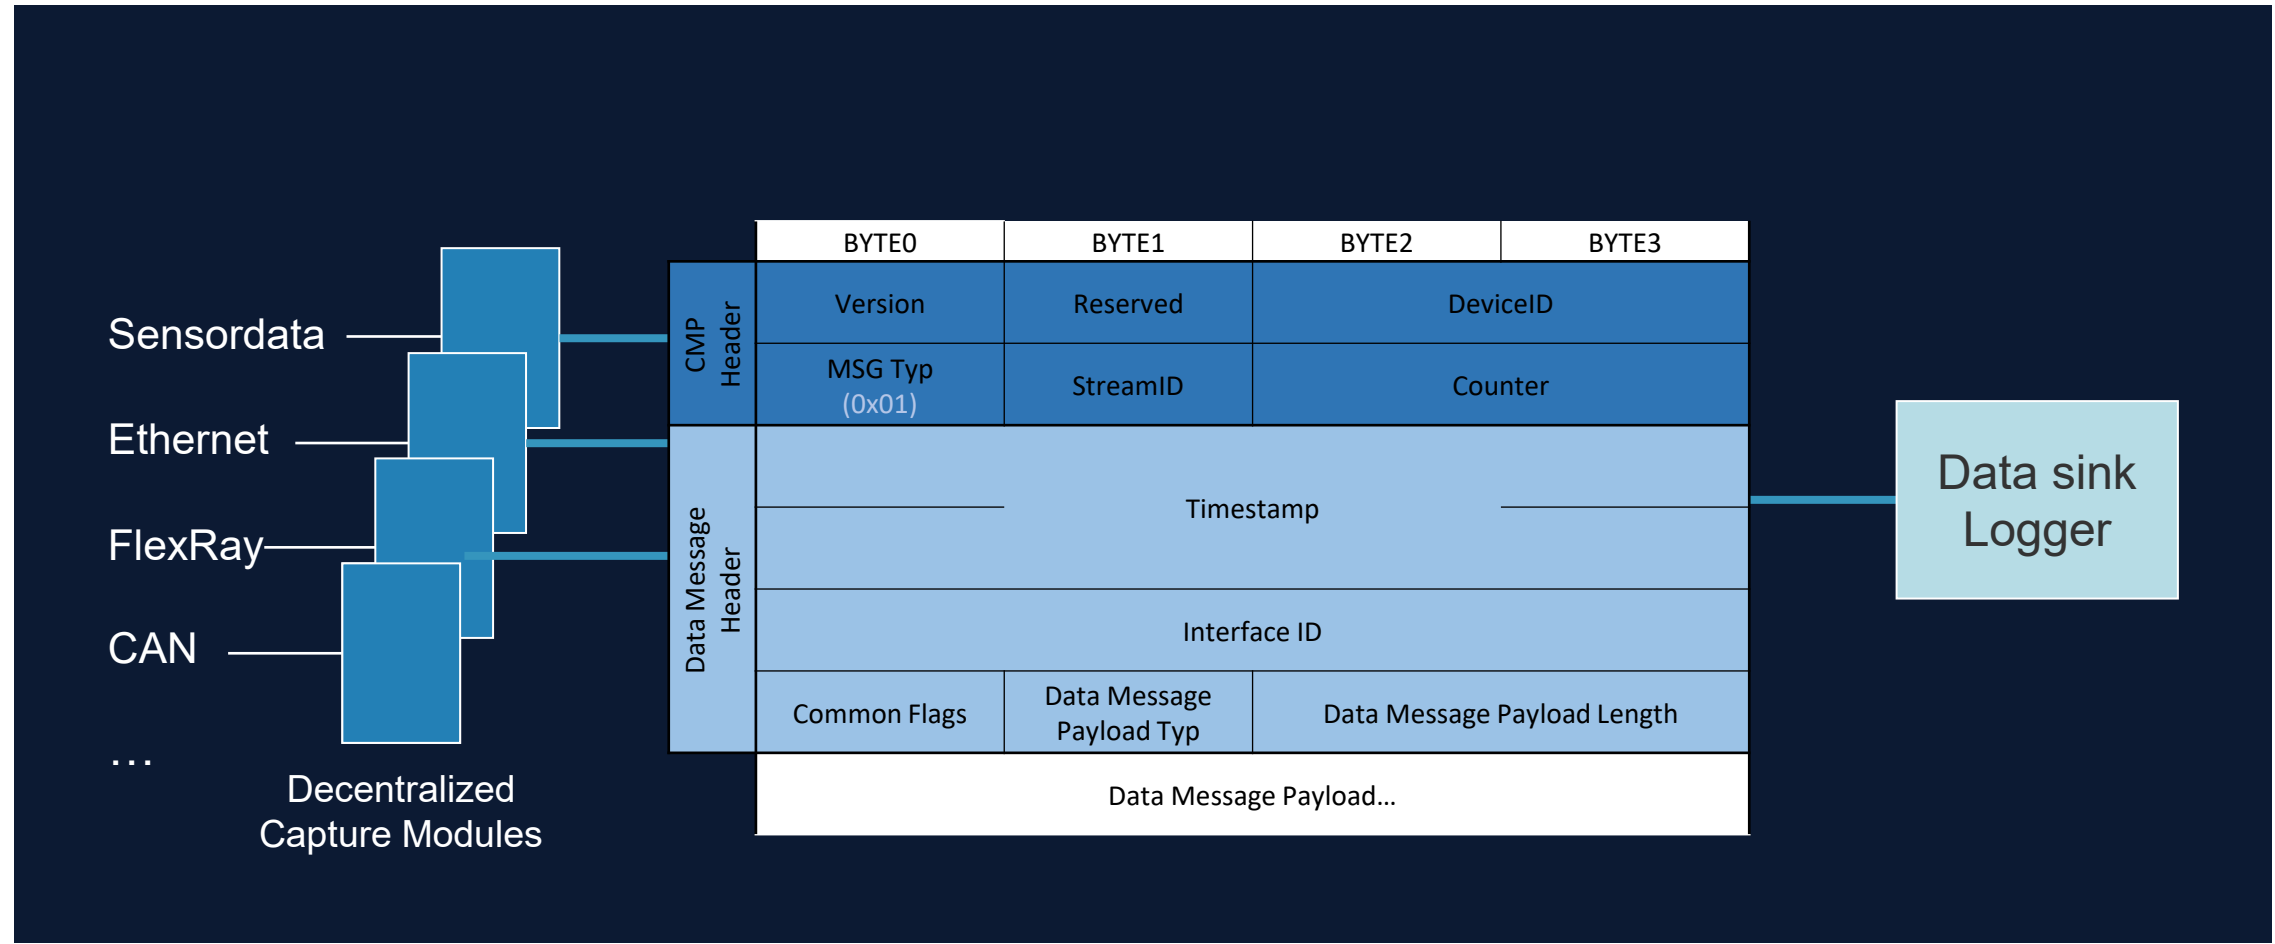 Sensordata
Ethernet
FlexRay
CAN
…
Decentralized
Capture Modules
BYTE0 BYTE1 BYTE2 BYTE3
CMP
Header
Version Reserved DeviceID
MSG Typ
(0x01)
StreamID Counter
Data Message
Header
Timestamp
Interface ID
Common Flags
Data Message
Payload Typ
Data Message Payload Length
Data Message Payload…
Data sink
Logger